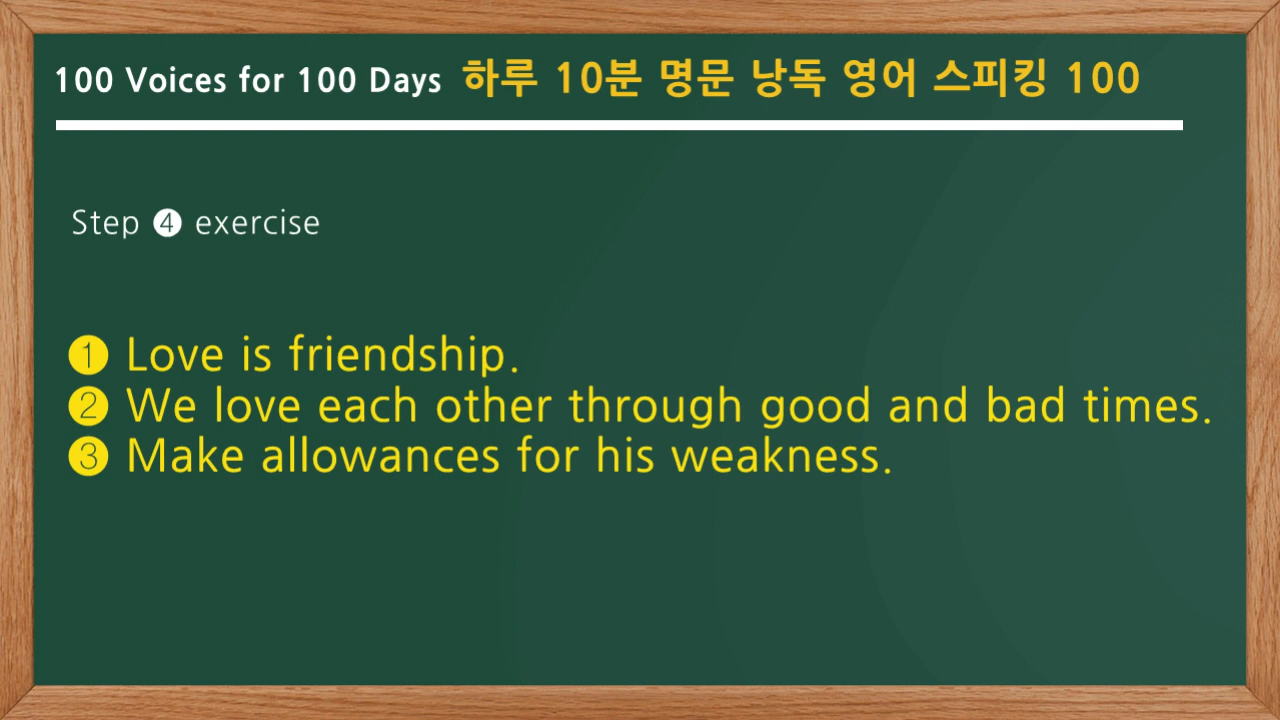 100 Voices for 100 Days 하루 10분 명문 낭독 영어 스피킹 100
Step ❹ exercise
❶ Love is friendship.
❷ We love each other through good and bad times.
❸ Make allowances for his weakness.